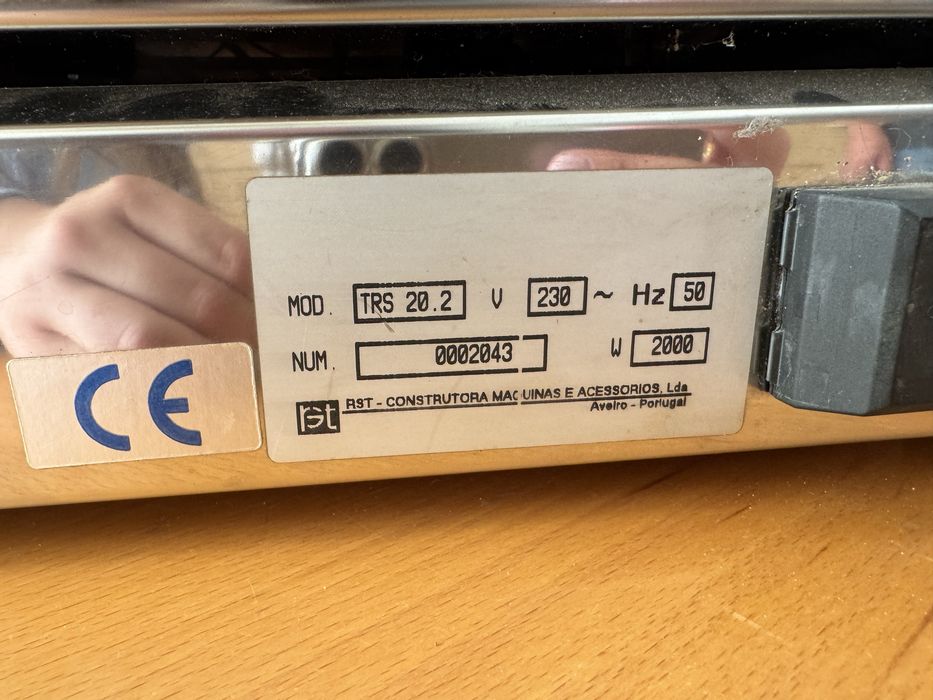 MOD. TRS 20.2 V 230 ~ Hz 50
NUM. 0002043 W 2000
rst RST - CONSTRUTORA MAQUINAS E ACESSORIOS, Lda
Aveiro - Portugal
CE